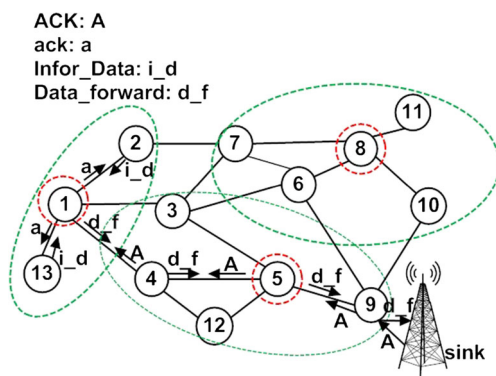 ACK: A
ack: a
Infor_Data: i_d
Data_forward: d_f
11
2
7
8
a
i_d
6
1
10
3
d_f
a
A
i_d
d_f
A
13
4
5
d_f
9
d_f
12
A
A
sink